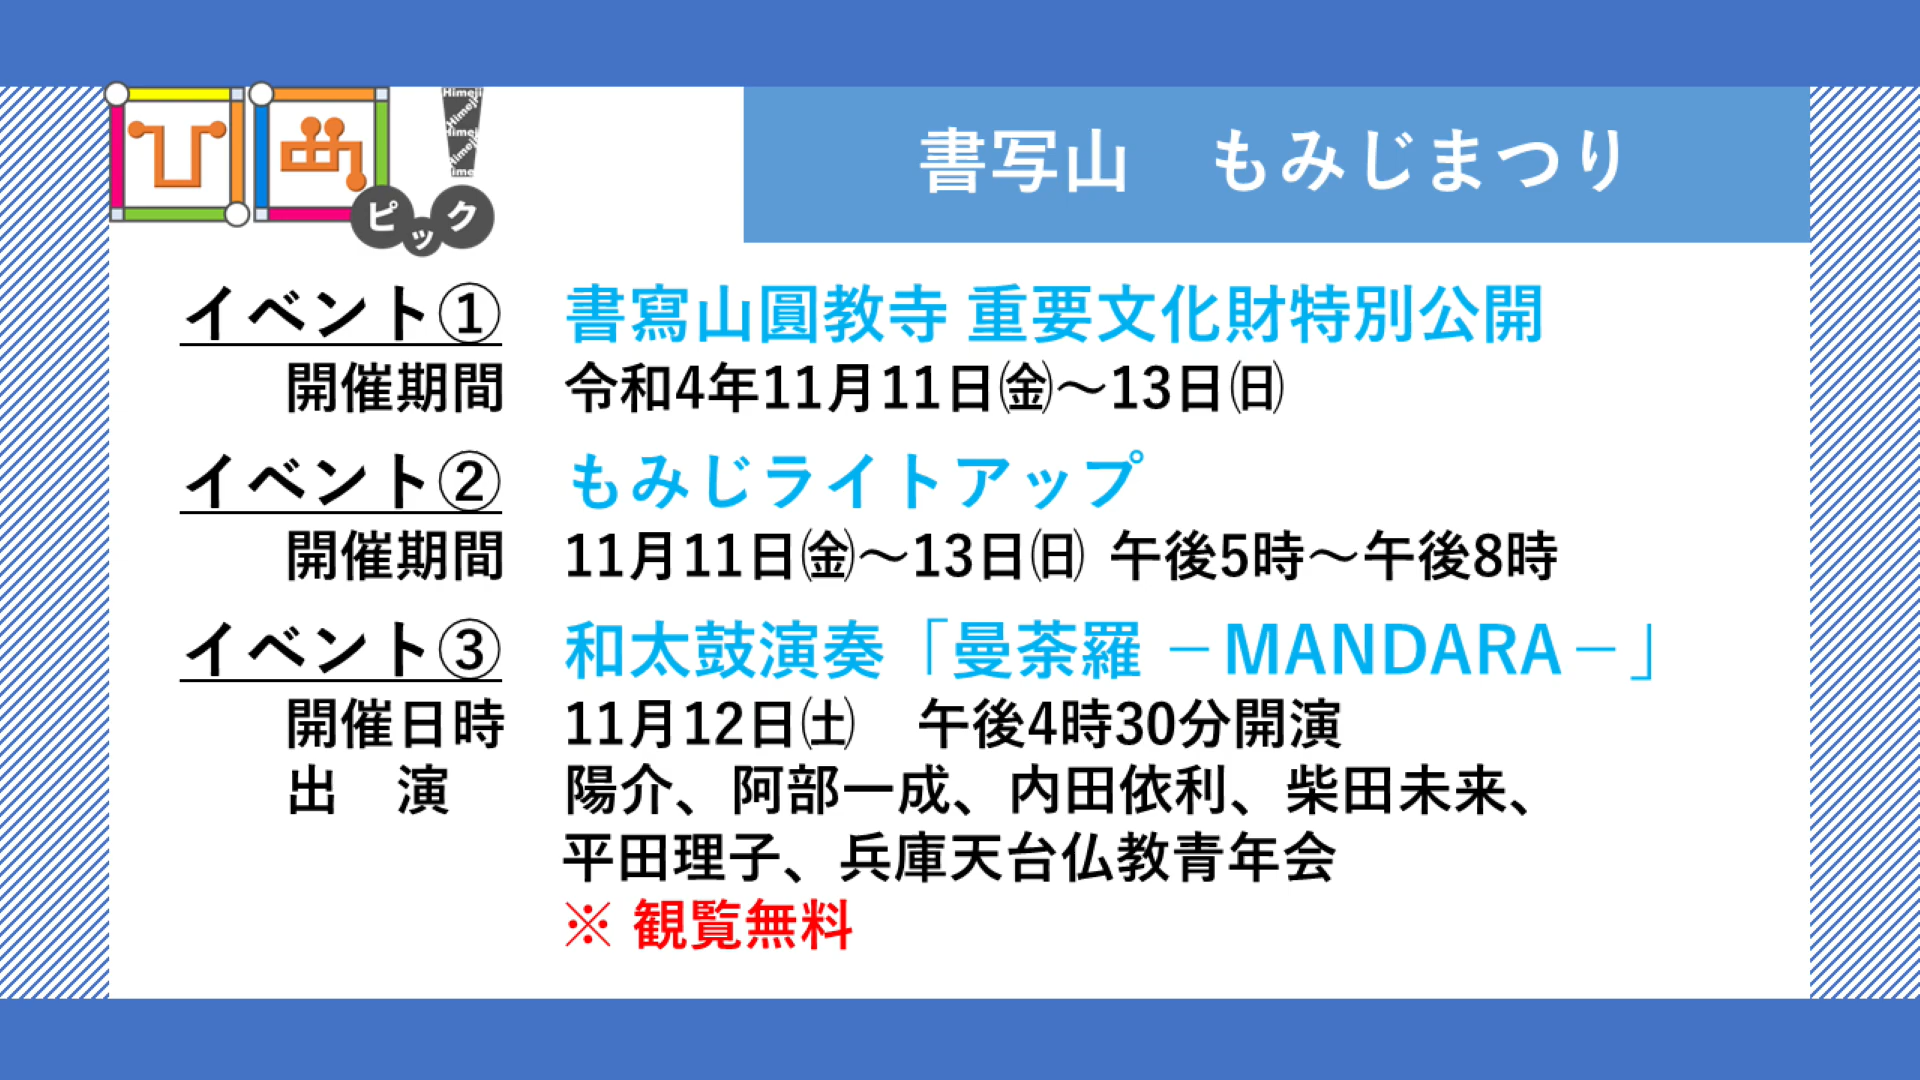 ひめ!
ピック
Himeji
Himeji
Himeji
Himeji
書写山　もみじまつり
イベント① 書寫山圓教寺 重要文化財特別公開
開催期間 令和4年11月11日㈮～13日㈰
イベント② もみじライトアップ
開催期間 11月11日㈮～13日㈰ 午後5時～午後8時
イベント③ 和太鼓演奏「曼荼羅 －MANDARA－」
開催日時 11月12日㈯　午後4時30分開演
出　演 陽介、阿部一成、内田依利、柴田未来、
平田理子、兵庫天台仏教青年会
※ 観覧無料